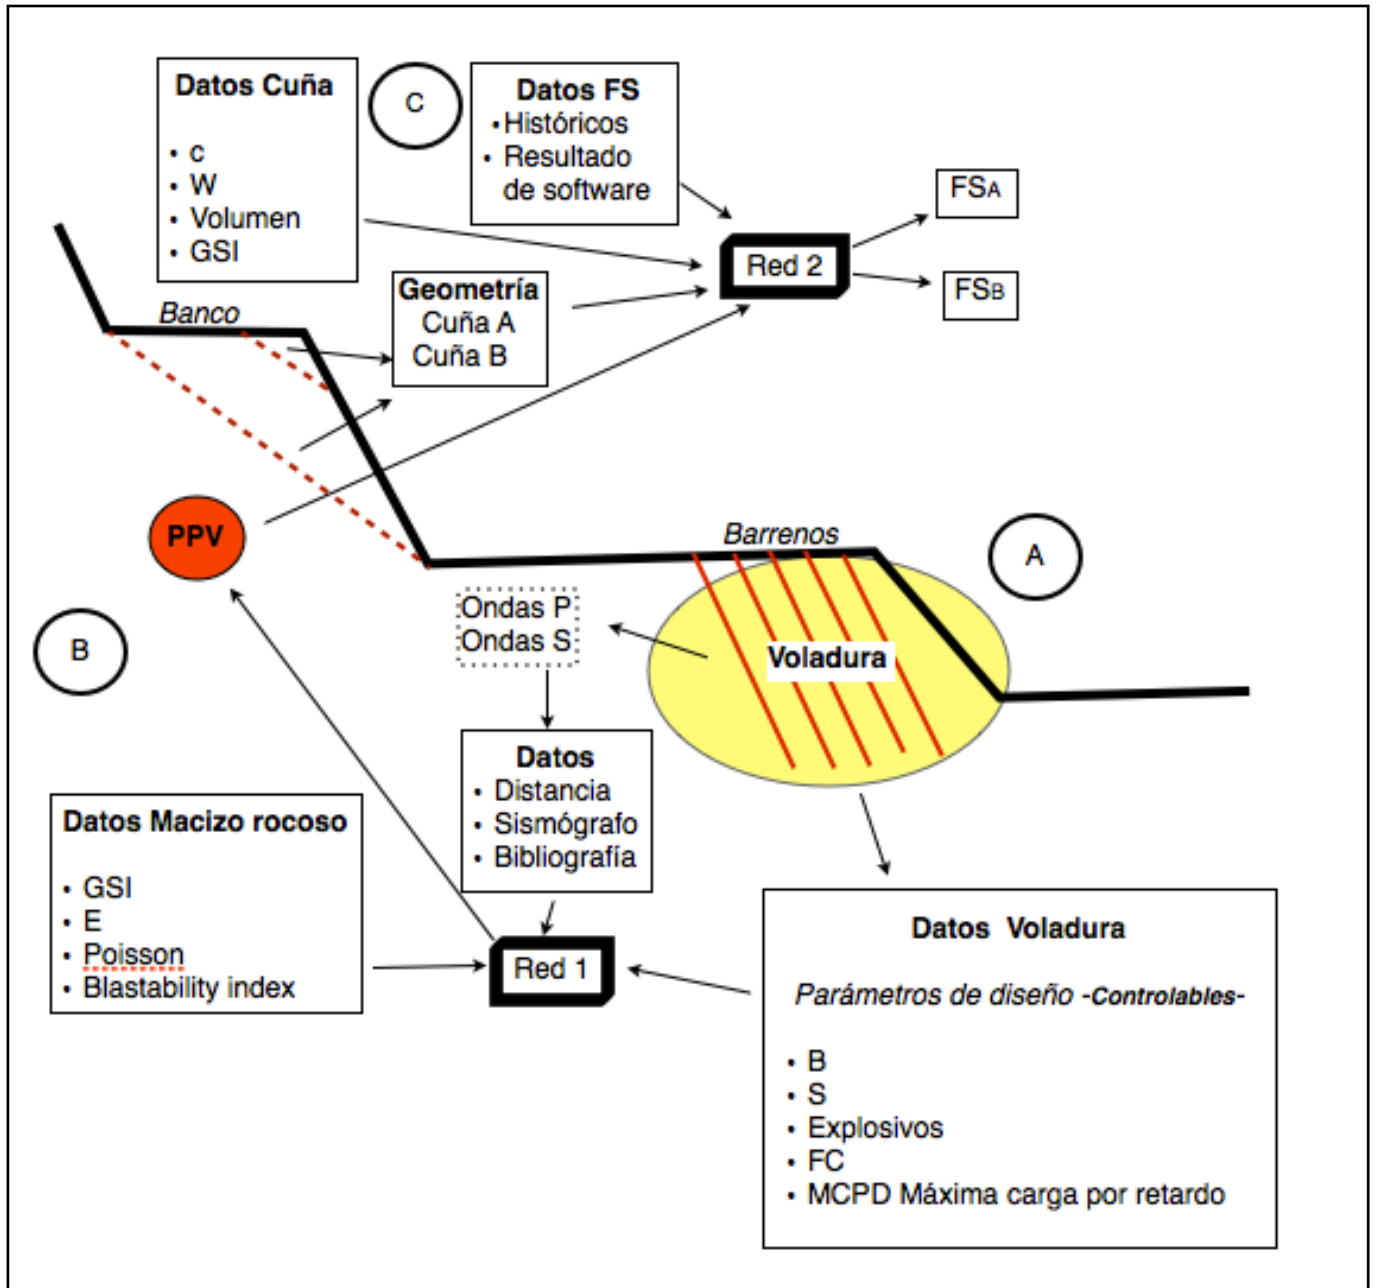 Datos Cuña
• c
• W
• Volumen
• GSI
C
Datos FS
• Históricos
• Resultado
de software
FSA
FSB
Red 2
Geometría
Cuña A
Cuña B
Banco
PPV
Barrenos
A
B
Ondas P
Ondas S
Voladura
Datos
• Distancia
• Sismógrafo
• Bibliografía
Datos Macizo rocoso
• GSI
• E
• Poisson
• Blastability index
Red 1
Datos Voladura
Parámetros de diseño -Controlables-
• B
• S
• Explosivos
• FC
• MCPD Máxima carga por retardo